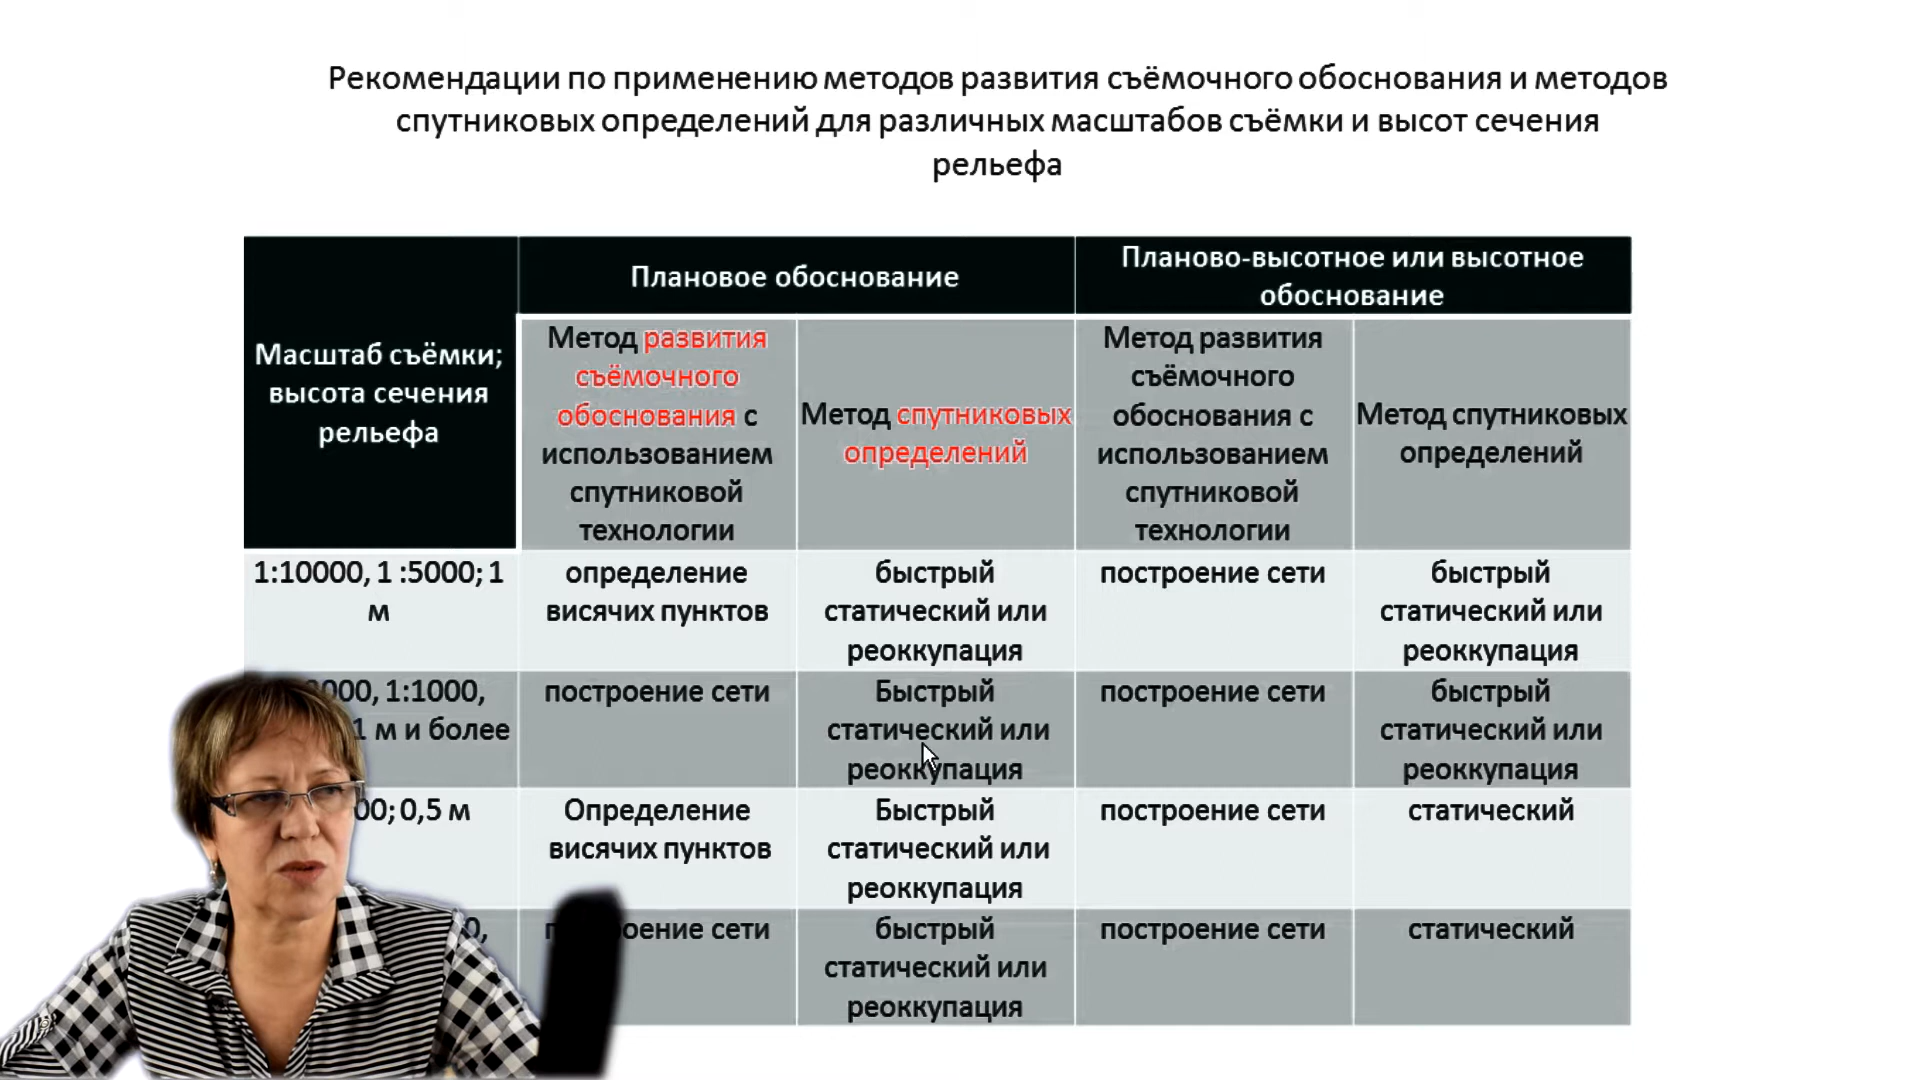 Рекомендации по применению методов развития съёмочного обоснования и методов
спутниковых определений для различных масштабов съёмки и высот сечения
рельефа
Масштаб съёмки;
высота сечения
рельефа
Плановое обоснование
Планово-высотное или высотное
обоснование
Метод развития
съёмочного
обоснования с
использованием
спутниковой
технологии
Метод спутниковых
определений
Метод развития
съёмочного
обоснования с
использованием
спутниковой
технологии
Метод спутниковых
определений
1:10000, 1 :5000; 1
м
определение
висячих пунктов
быстрый
статический или
реоккупация
построение сети
быстрый
статический или
реоккупация
1:1000,
1 м и более
построение сети
Быстрый
статический или
реоккупация
построение сети
быстрый
статический или
реоккупация
0,5 м
Определение
висячих пунктов
Быстрый
статический или
реоккупация
построение сети
статический
сети
быстрый
статический или
реоккупация
построение сети
статический